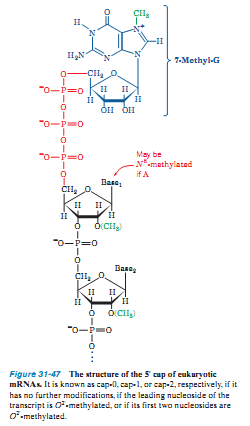 O
CH₃
H
N
N⁺
H
H₂N
N
N
7-Methyl-G
O
CH₂
O
⁻O–P=O
H
H
H
H
O
OH
OH
⁻O–P=O
O
⁻O–P=O
May be
N⁶-methylated
if A
O
Base₁
CH₂
O
H
H
H
H
O
O(CH₃)
⁻O–P=O
O
Base₂
CH₂
O
H
H
H
H
O
O(CH₃)
⁻O–P=O
O
Figure 31-47 The structure of the 5′ cap of eukaryotic
mRNAs. It is known as cap-0, cap-1, or cap-2, respectively, if it
has no further modifications, if the leading nucleoside of the
transcript is O²′-methylated, or if its first two nucleosides are
O²′-methylated.